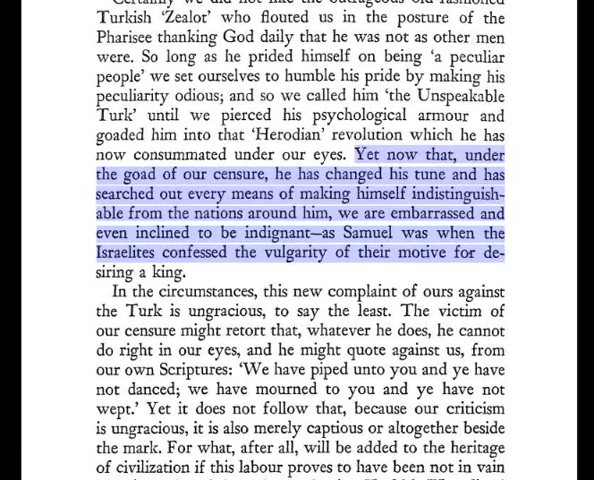 Certainly we did not like the outrageous old-fashioned
Turkish 'Zealot' who flouted us in the posture of the
Pharisee thanking God daily that he was not as other men
were. So long as he prided himself on being 'a peculiar
people' we set ourselves to humble his pride by making his
peculiarity odious; and so we called him 'the Unspeakable
Turk' until we pierced his psychological armour and
goaded him into that 'Herodian' revolution which he has
now consummated under our eyes. Yet now that, under
the goad of our censure, he has changed his tune and has
searched out every means of making himself indistinguish-
able from the nations around him, we are embarrassed and
even inclined to be indignant—as Samuel was when the
Israelites confessed the vulgarity of their motive for de-
siring a king.
In the circumstances, this new complaint of ours against
the Turk is ungracious, to say the least. The victim of
our censure might retort that, whatever he does, he cannot
do right in our eyes, and he might quote against us, from
our own Scriptures: 'We have piped unto you and ye have
not danced; we have mourned to you and ye have not
wept.' Yet it does not follow that, because our criticism
is ungracious, it is also merely captious or altogether beside
the mark. For what, after all, will be added to the heritage
of civilization if this labour proves to have been not in vain